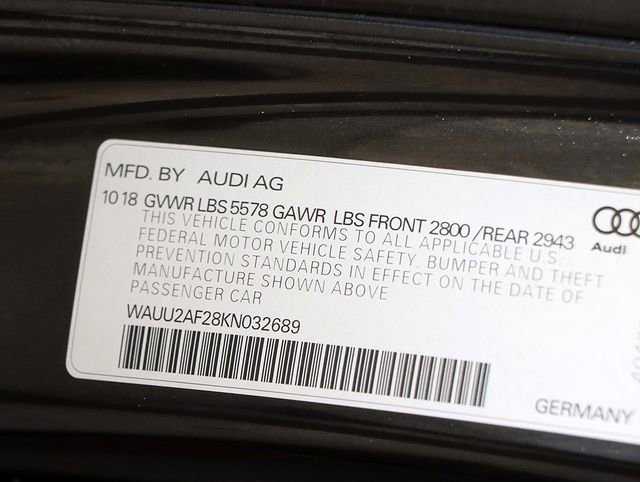 MFD. BY AUDI AG
10 18 GVWR LBS 5578 GAWR LBS FRONT 2800 /REAR 2943
THIS VEHICLE CONFORMS TO ALL APPLICABLE U.S.
FEDERAL MOTOR VEHICLE SAFETY, BUMPER AND THEFT
PREVENTION STANDARDS IN EFFECT ON THE DATE OF
MANUFACTURE SHOWN ABOVE
PASSENGER CAR
WAUU2AF28KN032689
Audi
GERMANY